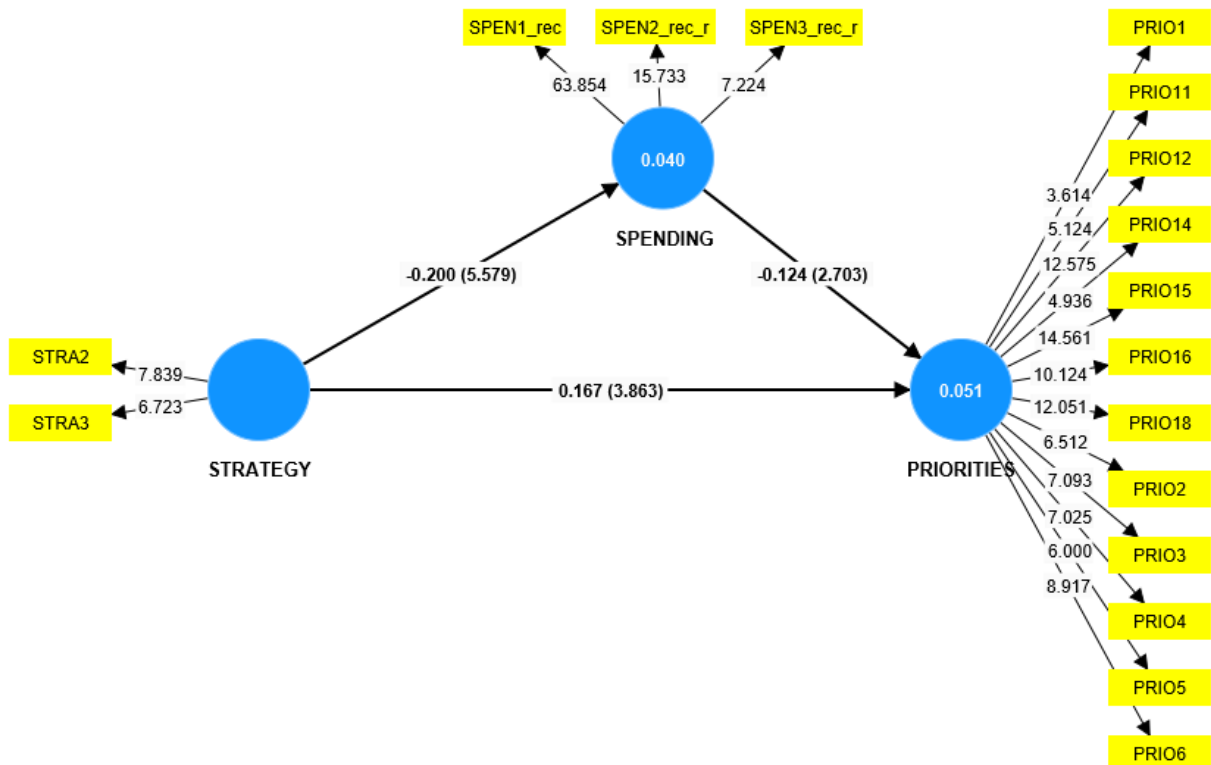 SPEN1_rec
SPEN2_rec_r
SPEN3_rec_r
PRIO1
63.854
15.733
7.224
PRIO11
0.040
PRIO12
3.614
SPENDING
5.124
PRIO14
12.575
-0.200 (5.579)
-0.124 (2.703)
4.936
PRIO15
14.561
STRA2
7.839
10.124
PRIO16
0.167 (3.863)
0.051
12.051
STRA3
6.723
PRIO18
6.512
STRATEGY
PRIORITIES
7.093
PRIO2
7.025
6.000
PRIO3
8.917
PRIO4
PRIO5
PRIO6